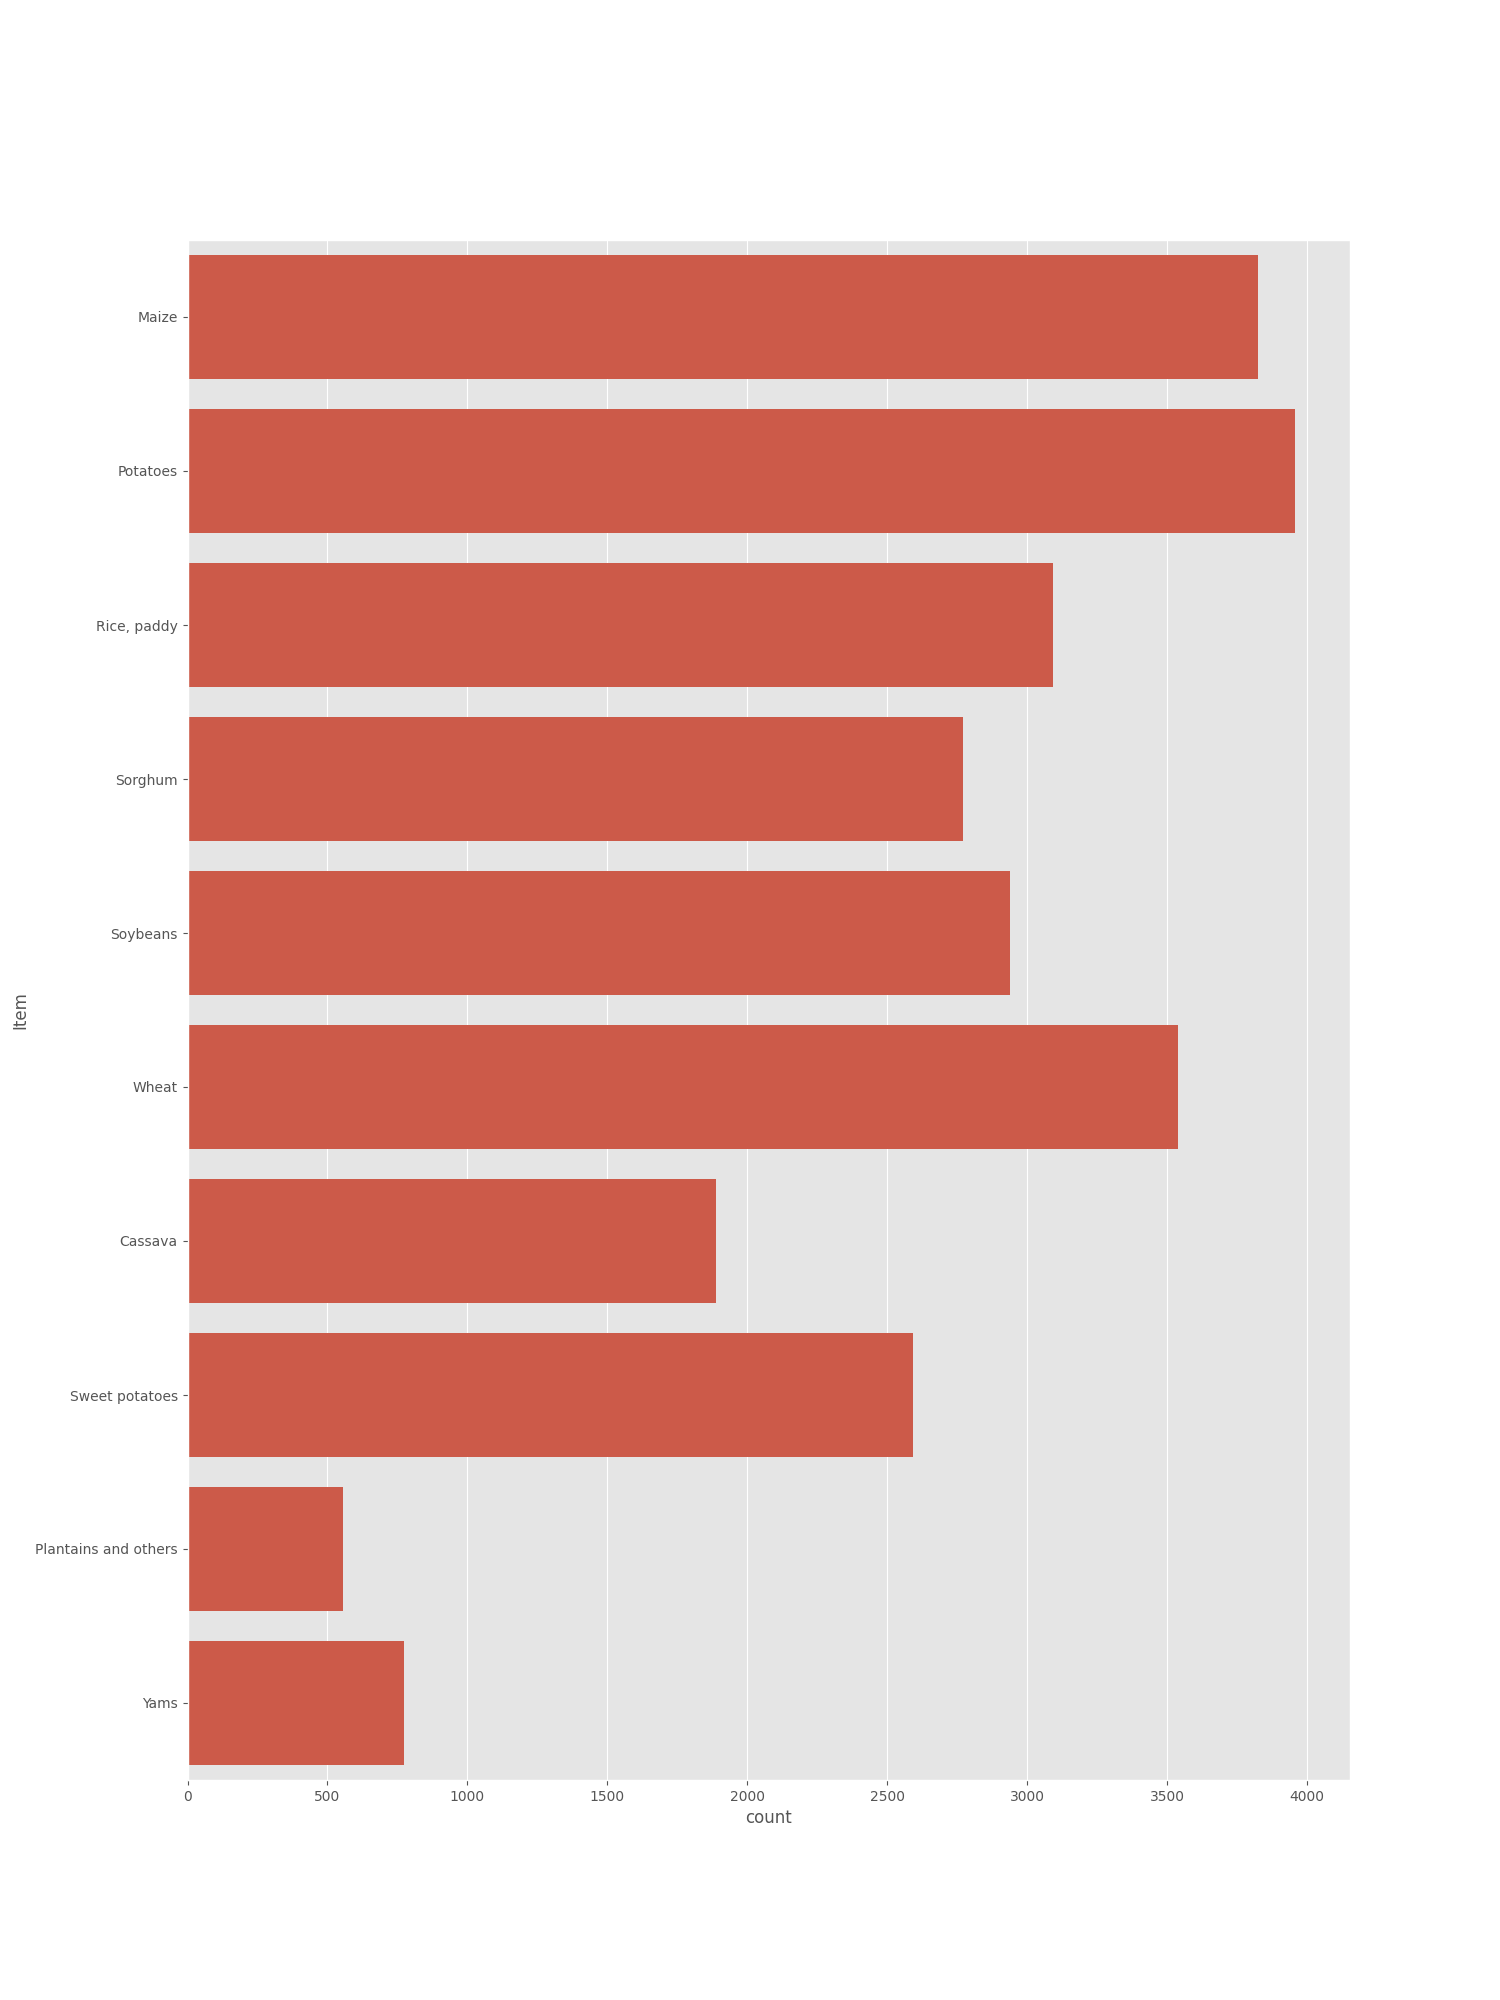 Maize
Potatoes
Rice, paddy
Sorghum
Soybeans
Item
Wheat
Cassava
Sweet potatoes
Plantains and others
Yams
0 500 1000 1500 2000 2500 3000 3500 4000
count